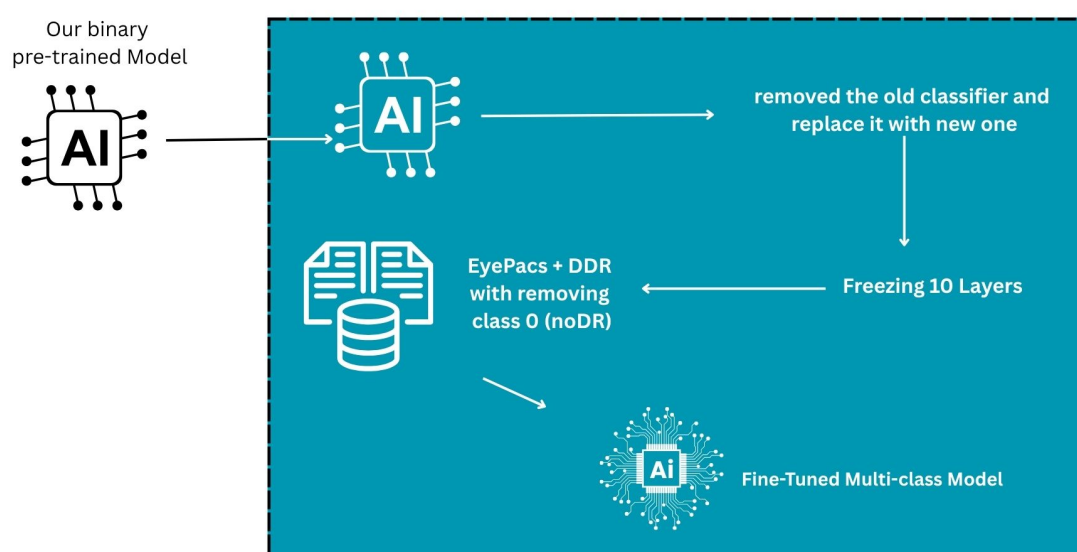 Our binary
pre-trained Model
AI
AI
removed the old classifier and
replace it with new one
Freezing 10 Layers
EyePacs + DDR
with removing
class 0 (noDR)
Ai
Fine-Tuned Multi-class Model